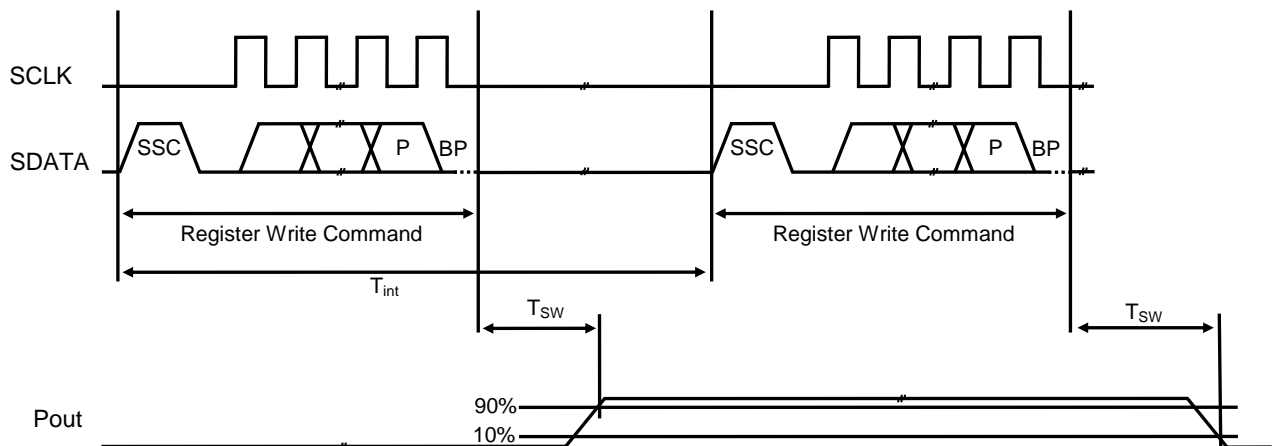 SCLK
SDATA
SSC P BP SSC P BP
Register Write Command Register Write Command
Tint
TSW TSW
90%
Pout
10%